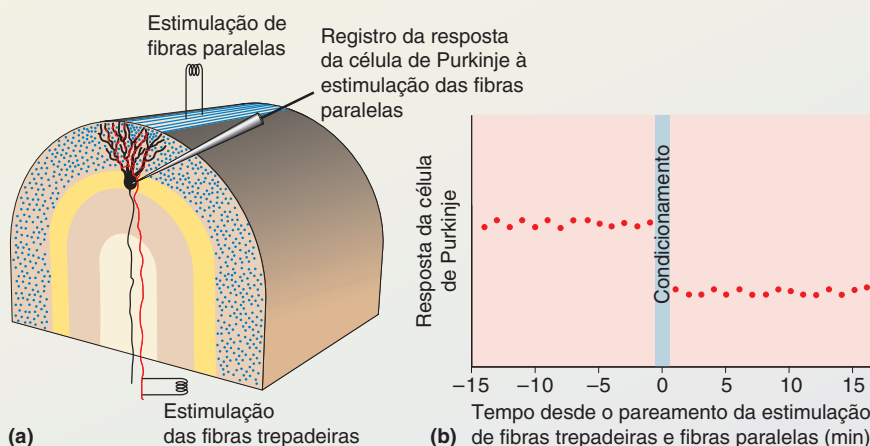 Estimulação de
fibras paralelas
Registro da resposta
da célula de Purkinje à
estimulação das fibras
paralelas
Estimulação
das fibras trepadeiras
(a)
Resposta da célula
de Purkinje
Condicionamento
−15
−10
−5
0
5
10
15
Tempo desde o pareamento da estimulação
de fibras trepadeiras e fibras paralelas (min)
(b)